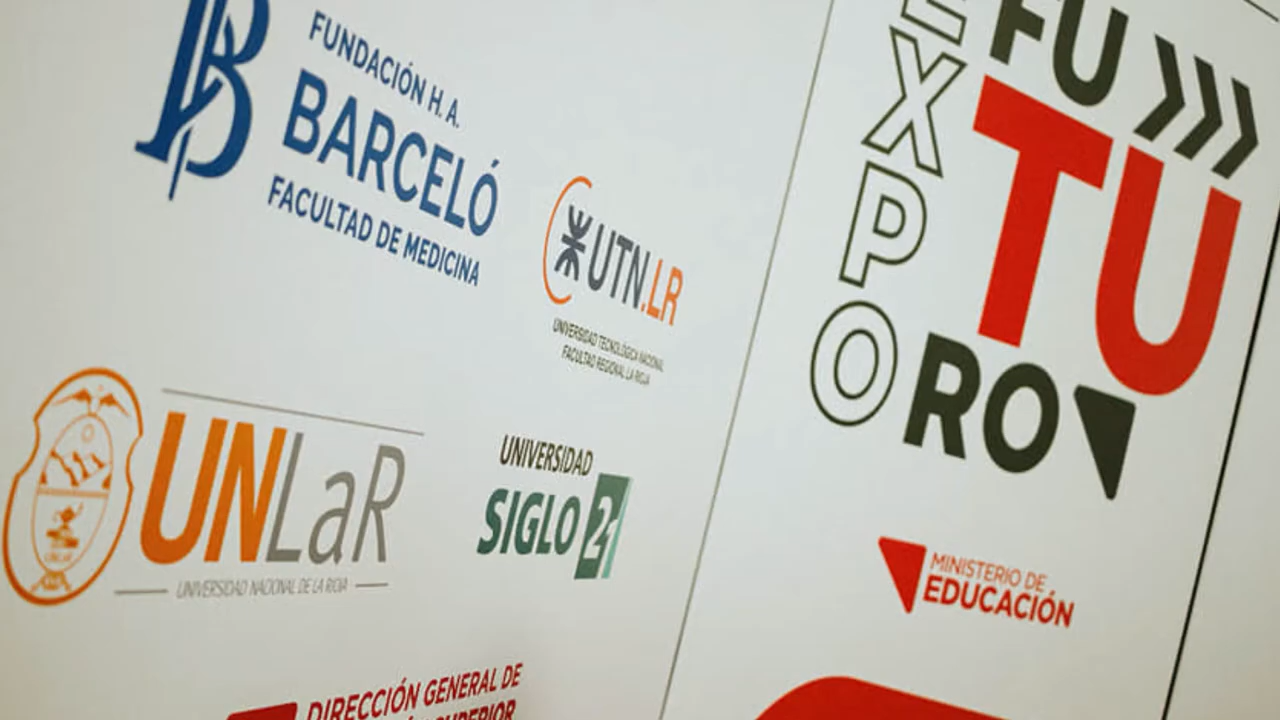 FUNDACIÓN H. A.
BARCELÓ
FACULTAD DE MEDICINA
UTN.LR
UNIVERSIDAD TECNOLÓGICA NACIONAL
FACULTAD REGIONAL LA RIOJA
UNLaR
UNIVERSIDAD NACIONAL DE LA RIOJA
UNIVERSIDAD
SIGLO 21
DIRECCIÓN GENERAL DE
SUPERIOR
EXPO
FU
TU
RO
MINISTERIO DE
EDUCACIÓN